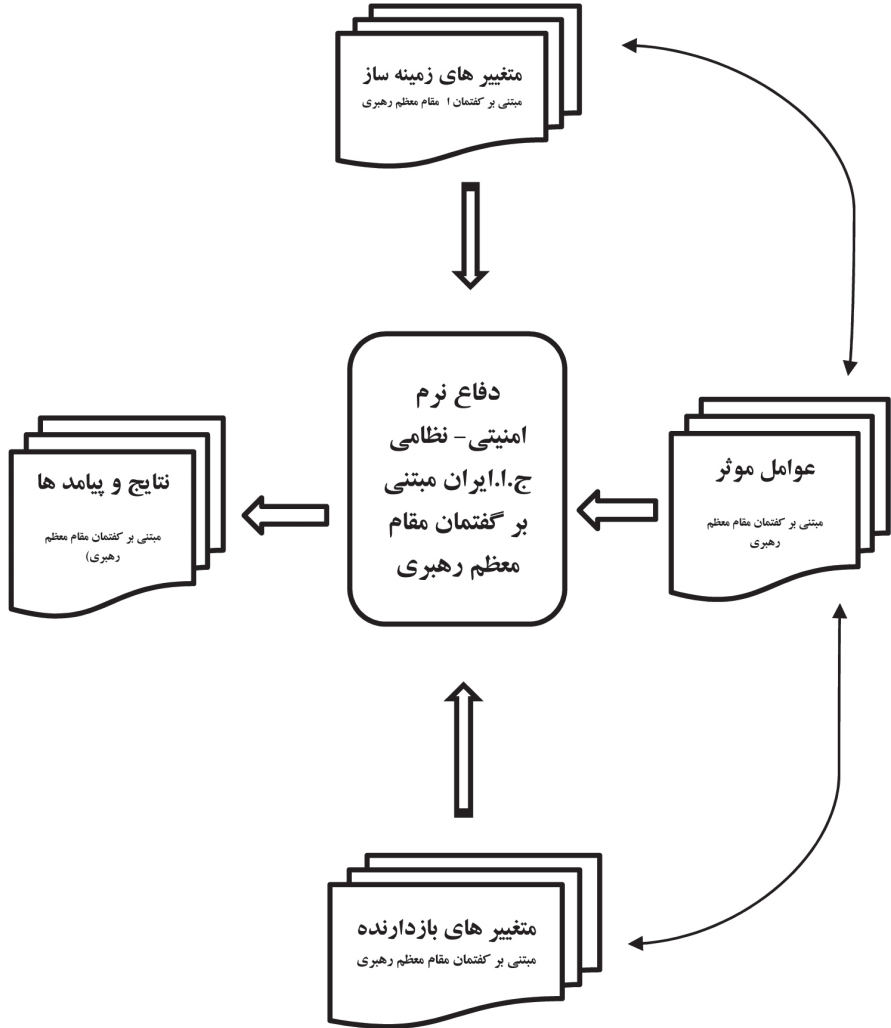 متغییر های زمینه ساز
مبتنی بر گفتمان ا مقام معظم رهبری
دفاع نرم
امنیتی- نظامی
ج.ا.ایران مبتنی
بر گفتمان مقام
معظم رهبری
عوامل موثر
مبتنی بر گفتمان مقام معظم
رهبری
نتایج و پیامد ها
مبتنی بر گفتمان مقام معظم
رهبری)
متغییر های بازدارنده
مبتنی بر گفتمان مقام معظم رهبری